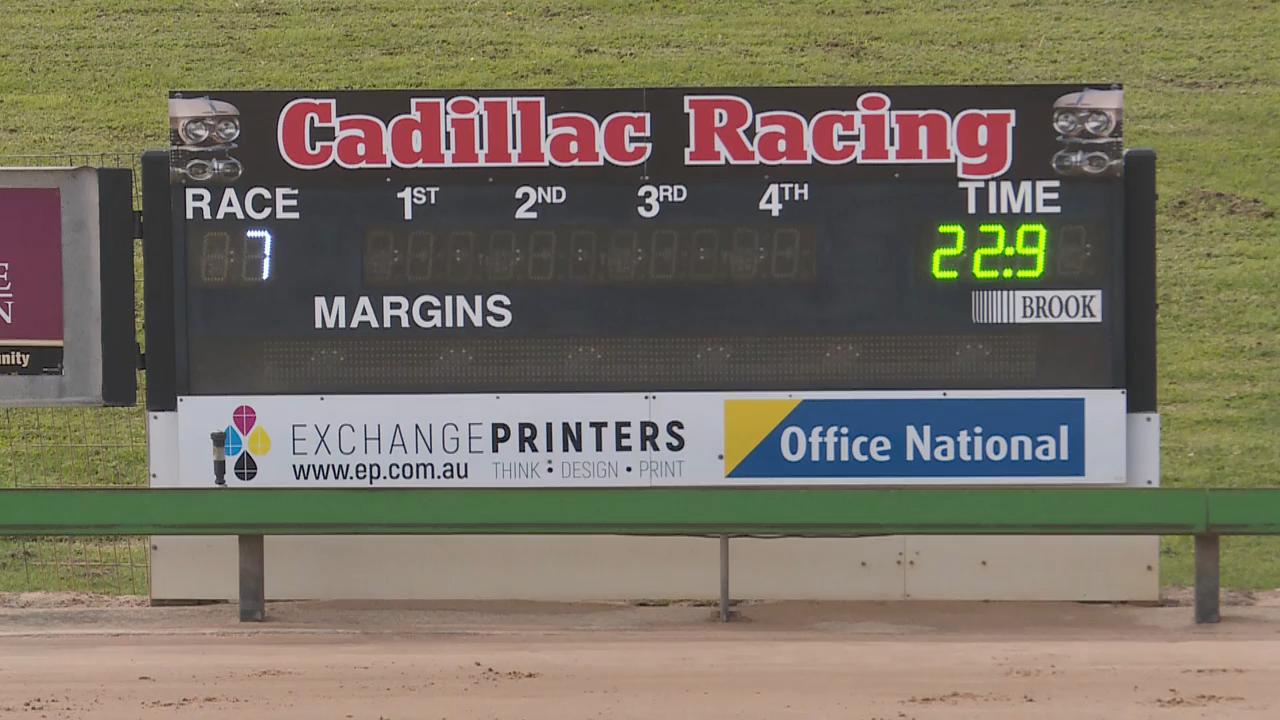 Cadillac Racing
RACE 1ST 2ND 3RD 4TH TIME
7 22:9
MARGINS
BROOK
E
N
nity
EXCHANGEPRINTERS
www.ep.com.au THINK : DESIGN • PRINT
Office National